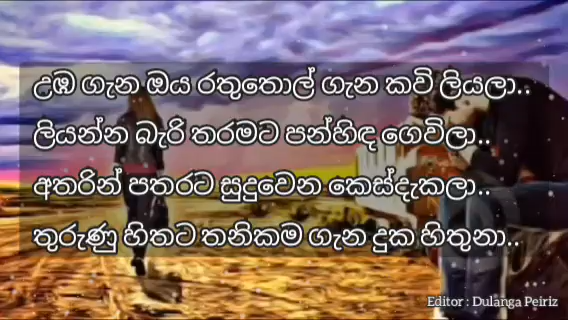 උඹ ගැන ඔය රතුතොල් ගැන කවි ලියලා..
ලියන්න බැරි තරමට පන්හිඳ ගෙවිලා..
අතරින් පතරට සුදුවෙන කෙස්දැකලා..
තුරුණු හිතට තනිකම ගැන දුක හිතුනා..
Editor : Dulanga Peiriz